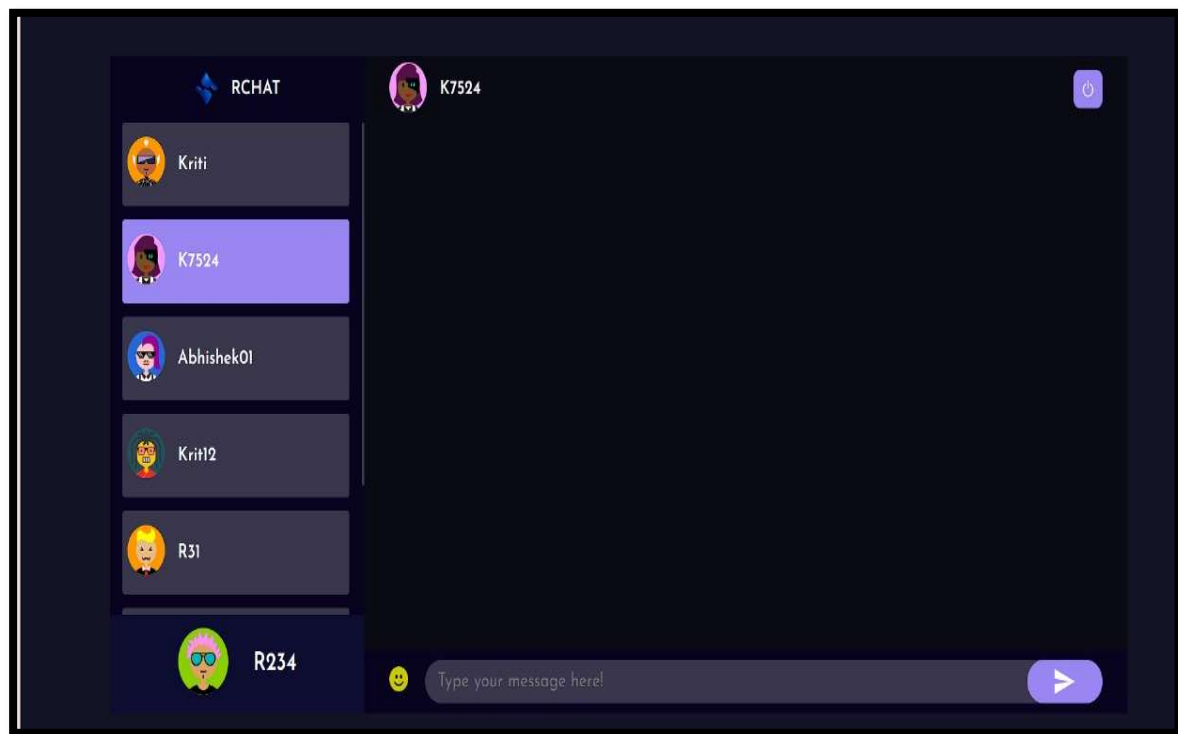 RCHAT
Kriti
K7524
Abhishek01
Krit12
R31
R234
K7524
Type your message here!